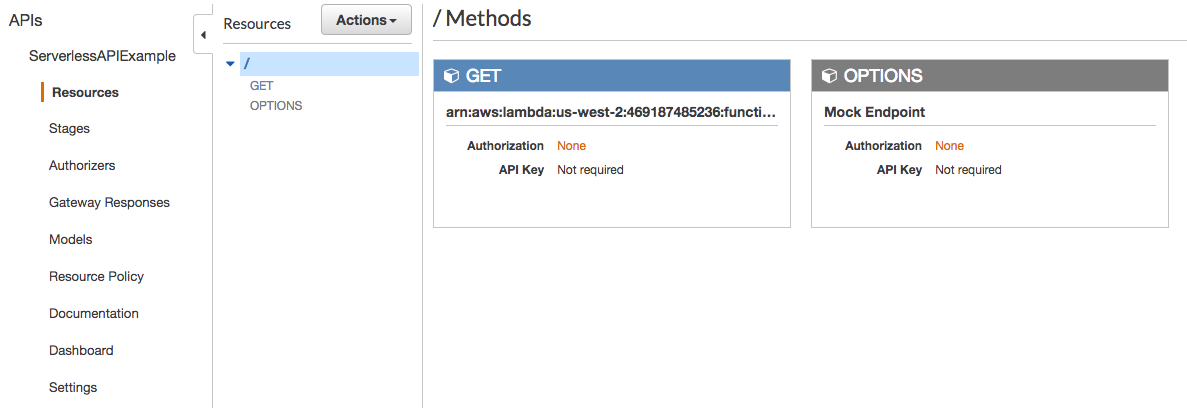 APIs
ServerlessAPIExample
Resources
Stages
Authorizers
Gateway Responses
Models
Resource Policy
Documentation
Dashboard
Settings
Resources
Actions
/
GET
OPTIONS
/ Methods
GET
arn:aws:lambda:us-west-2:469187485236:functi...
Authorization None
API Key Not required
OPTIONS
Mock Endpoint
Authorization None
API Key Not required